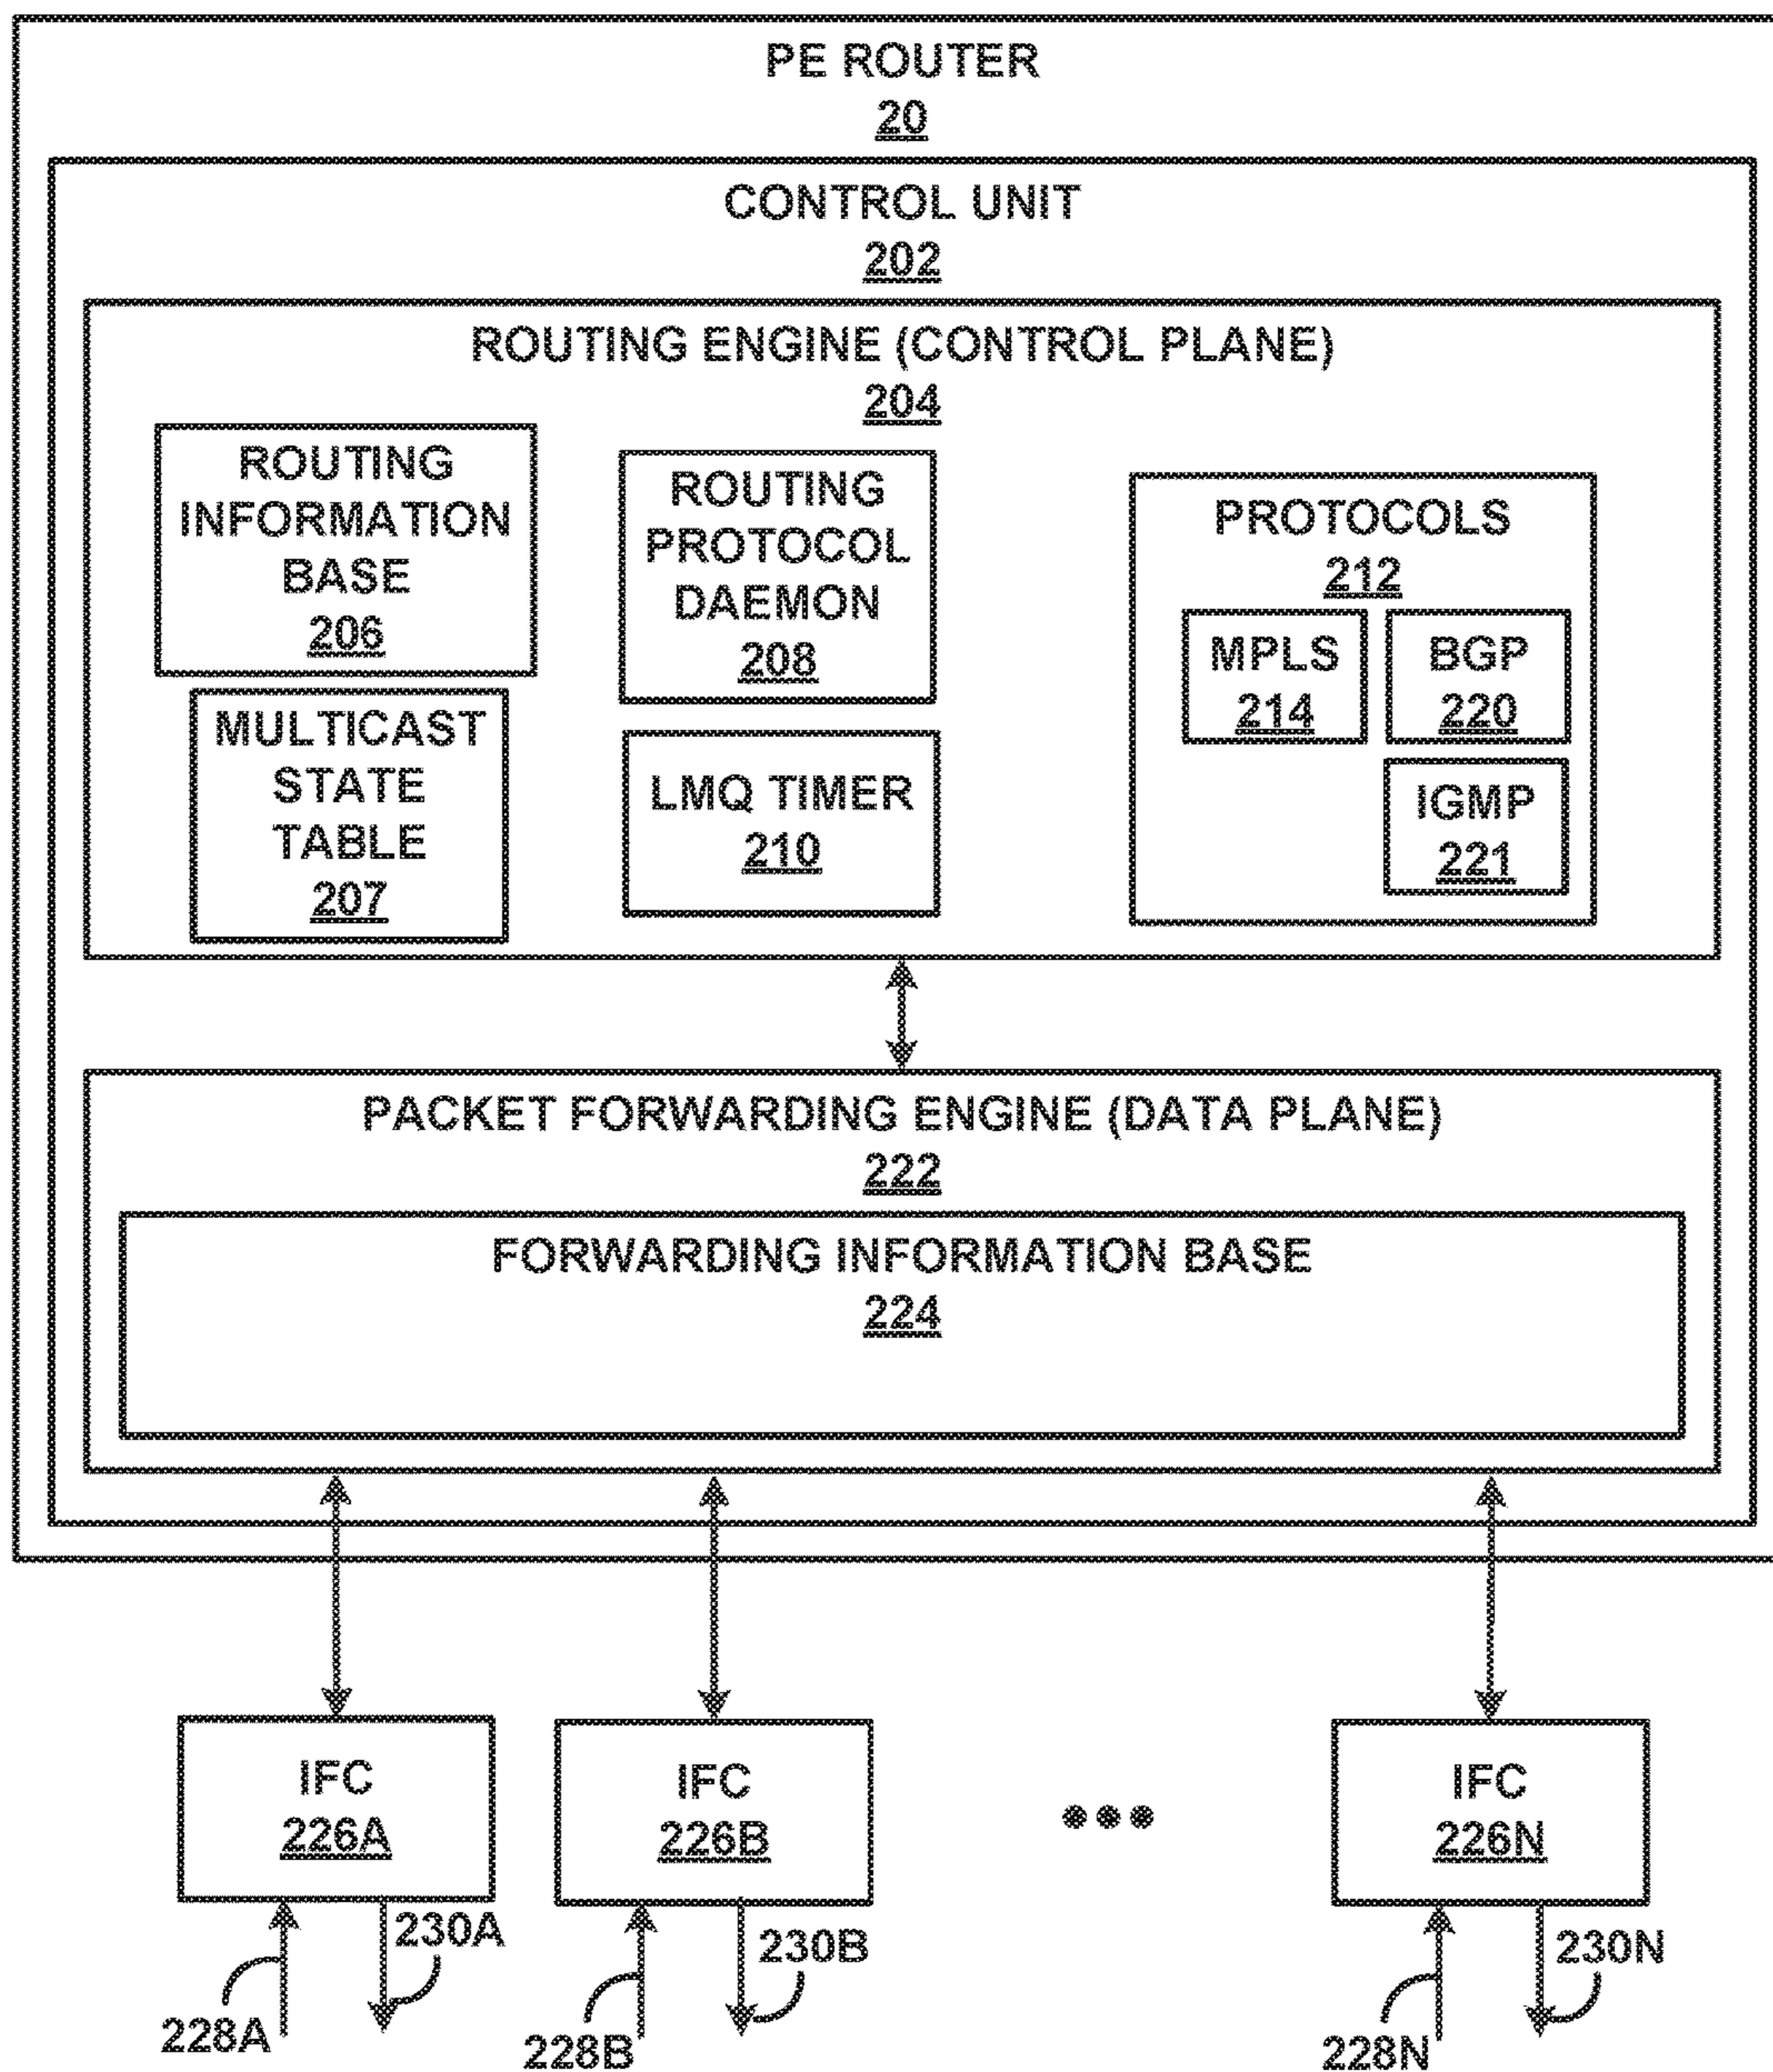 PE ROUTER
20
CONTROL UNIT
202
ROUTING ENGINE (CONTROL PLANE)
204
ROUTING
INFORMATION
BASE
206
MULTICAST
STATE
TABLE
207
ROUTING
PROTOCOL
DAEMON
208
LMQ TIMER
210
PROTOCOLS
212
MPLS
214
BGP
220
IGMP
221
PACKET FORWARDING ENGINE (DATA PLANE)
222
FORWARDING INFORMATION BASE
224
IFC
226A
IFC
226B
IFC
226N
228A
230A
228B
230B
228N
230N